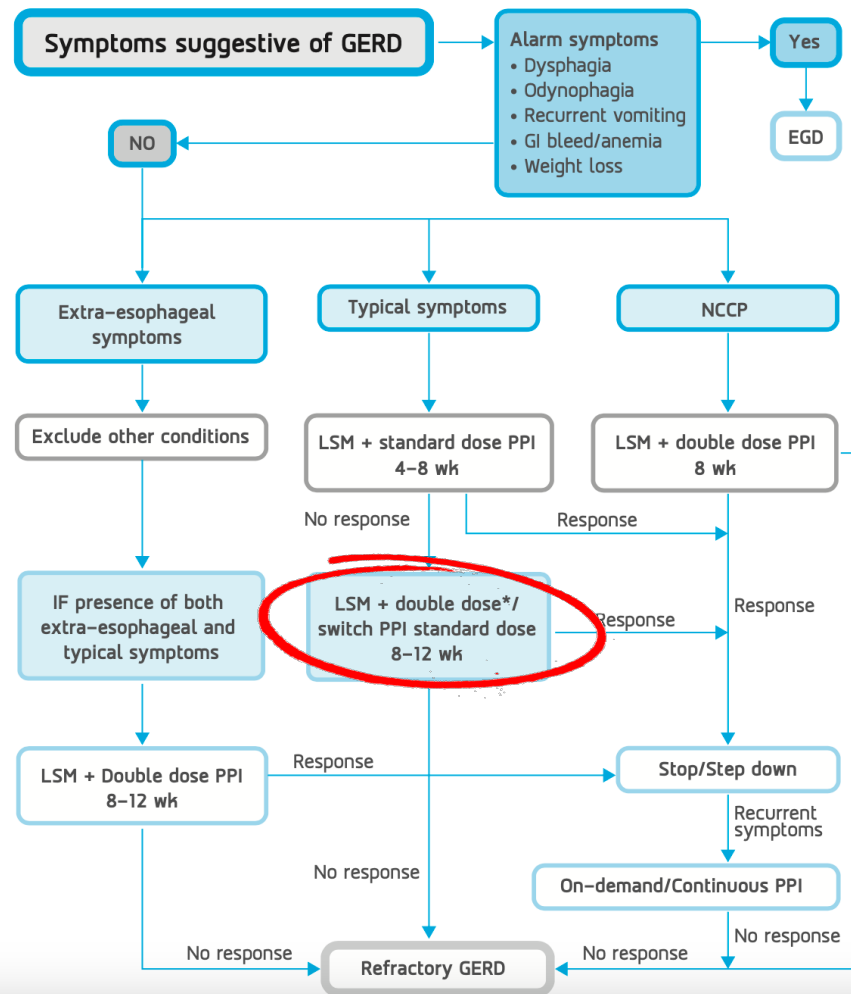 Symptoms suggestive of GERD
Alarm symptoms
• Dysphagia
• Odynophagia
• Recurrent vomiting
• GI bleed/anemia
• Weight loss
Yes
EGD
NO
Extra-esophageal
symptoms
Typical symptoms
NCCP
Exclude other conditions
LSM + standard dose PPI
4-8 wk
LSM + double dose PPI
8 wk
No response
Response
IF presence of both
extra-esophageal and
typical symptoms
LSM + double dose*/
switch PPI standard dose
8-12 wk
Response
Response
LSM + Double dose PPI
8-12 wk
Response
Stop/Step down
Recurrent
symptoms
No response
On-demand/Continuous PPI
No response
No response
No response
Refractory GERD